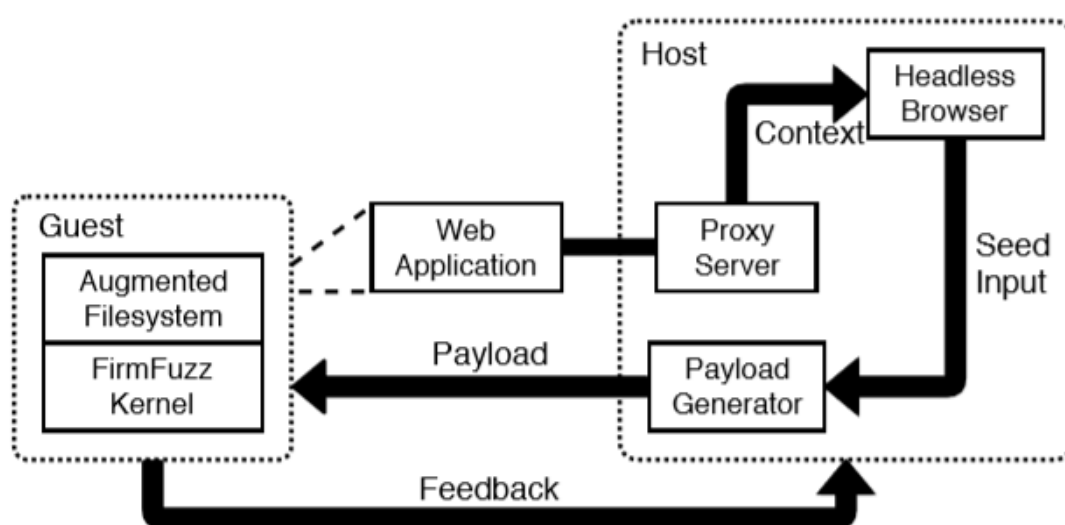 Host
Headless
Browser
Context
Guest
Web
Application
Proxy
Server
Seed
Input
Augmented
Filesystem
FirmFuzz
Kernel
Payload
Payload
Generator
Feedback